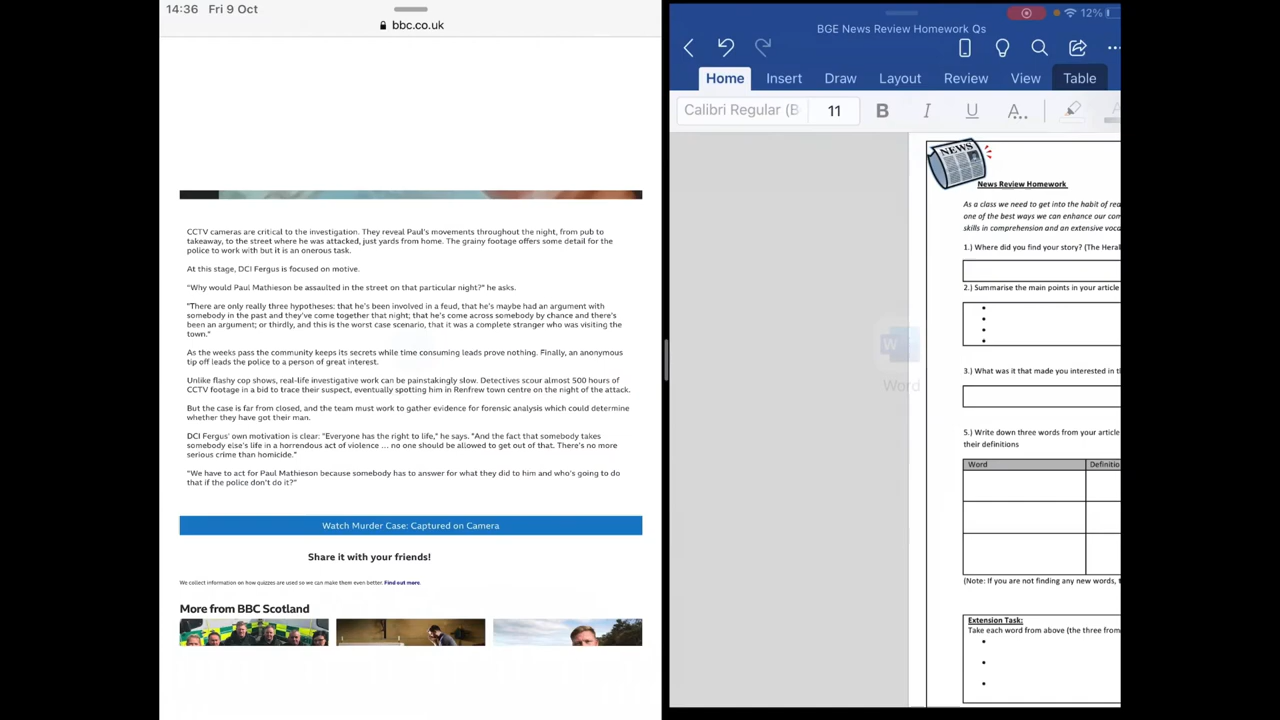 14:36 Fri 9 Oct
bbc.co.uk
CCTV cameras are critical to the investigation. They reveal Paul's movements throughout the night, from pub to
takeaway, to the street where he was attacked, just yards from home. The grainy footage offers some detail for the
police to work with but it is an onerous task.
At this stage, DCI Fergus is focused on motive.
"Why would Paul Mathieson be assaulted in the street on that particular night?" he asks.
"There are only really three hypotheses: that he's been involved in a feud, that he's maybe had an argument with
somebody in the past and they've come together that night; that he's come across somebody by chance and there's
been an argument; or thirdly, and this is the worst case scenario, that it was a complete stranger who was visiting the
town."
As the weeks pass the community keeps its secrets while time consuming leads prove nothing. Finally, an anonymous
tip off leads the police to a person of great interest.
Unlike flashy cop shows, real-life investigative work can be painstakingly slow. Detectives scour almost 500 hours of
CCTV footage in a bid to trace their suspect, eventually spotting him in Renfrew town centre on the night of the attack.
But the case is far from closed, and the team must work to gather evidence for forensic analysis which could determine
whether they have got their man.
DCI Fergus' own motivation is clear: "Everyone has the right to life," he says. "And the fact that somebody takes
somebody else's life in a horrendous act of violence ... no one should be allowed to get out of that. There's no more
serious crime than homicide."
"We have to act for Paul Mathieson because somebody has to answer for what they did to him and who's going to do
that if the police don't do it?"
Watch Murder Case: Captured on Camera
Share it with your friends!
We collect information on how quizzes are used so we can make them even better. Find out more.
More from BBC Scotland
12%
BGE News Review Homework Qs
Home Insert Draw Layout Review View Table
Calibri Regular (B 11 B I U A...
NEWS
News Review Homework
As a class we need to get into the habit of rea
one of the best ways we can enhance our com
skills in comprehension and an extensive voca
1.) Where did you find your story? (The Heral
2.) Summarise the main points in your article
3.) What was it that made you interested in t
5.) Write down three words from your article
their definitions
Word Definitio
(Note: If you are not finding any new words, t
Extension Task:
Take each word from above (the three from
W
Word